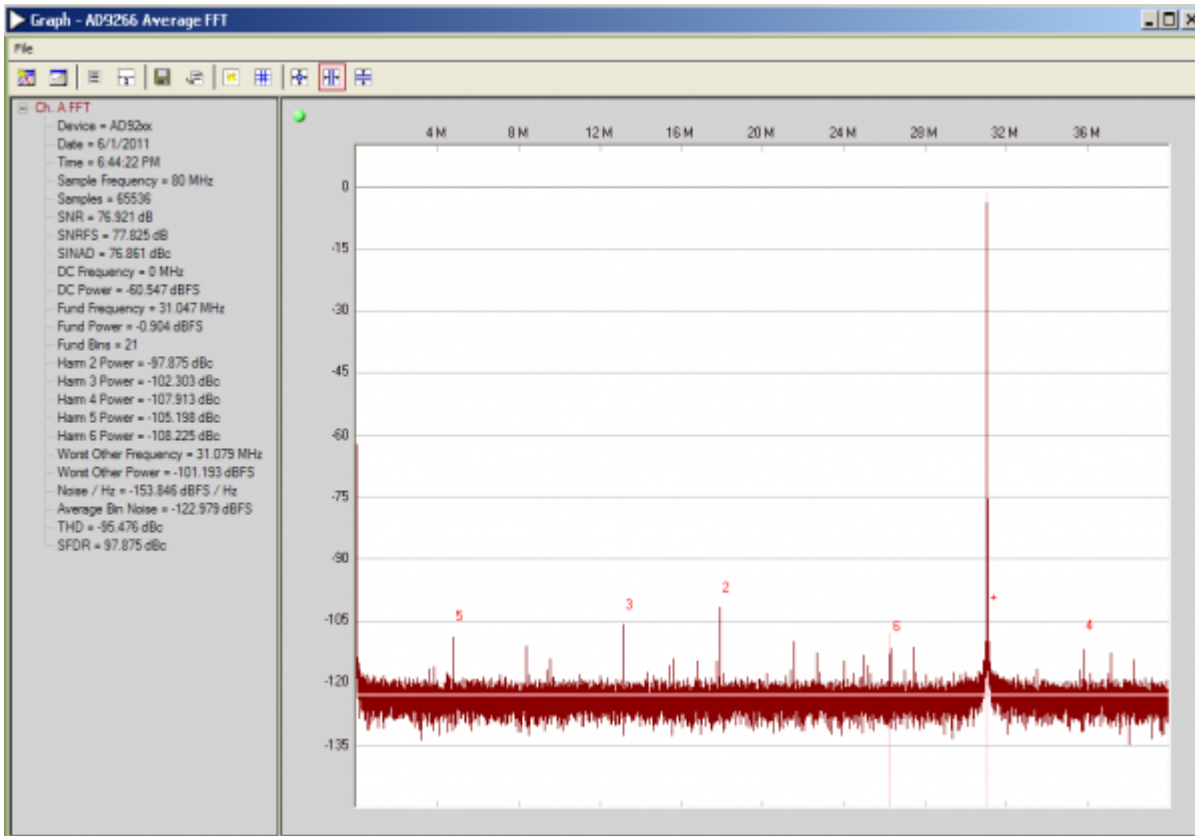 Graph - AD9266 Average FFT
File
Ch. A FFT
Device = AD92xx
Date = 6/1/2011
Time = 6:44:22 PM
Sample Frequency = 80 MHz
Samples = 65536
SNR = 76.921 dB
SNRFS = 77.825 dB
SINAD = 76.861 dBc
DC Frequency = 0 MHz
DC Power = -60.547 dBFS
Fund Frequency = 31.047 MHz
Fund Power = -0.904 dBFS
Fund Bins = 21
Harm 2 Power = -97.875 dBc
Harm 3 Power = -102.303 dBc
Harm 4 Power = -107.913 dBc
Harm 5 Power = -105.198 dBc
Harm 6 Power = -108.225 dBc
Worst Other Frequency = 31.079 MHz
Worst Other Power = -101.193 dBFS
Noise / Hz = -153.846 dBFS / Hz
Average Bin Noise = -122.979 dBFS
THD = -95.476 dBc
SFDR = 97.875 dBc
4 M 8 M 12 M 16 M 20 M 24 M 28 M 32 M 36 M
0
-15
-30
-45
-60
-75
-90
-105
-120
-135
5 3 2 6 + 4